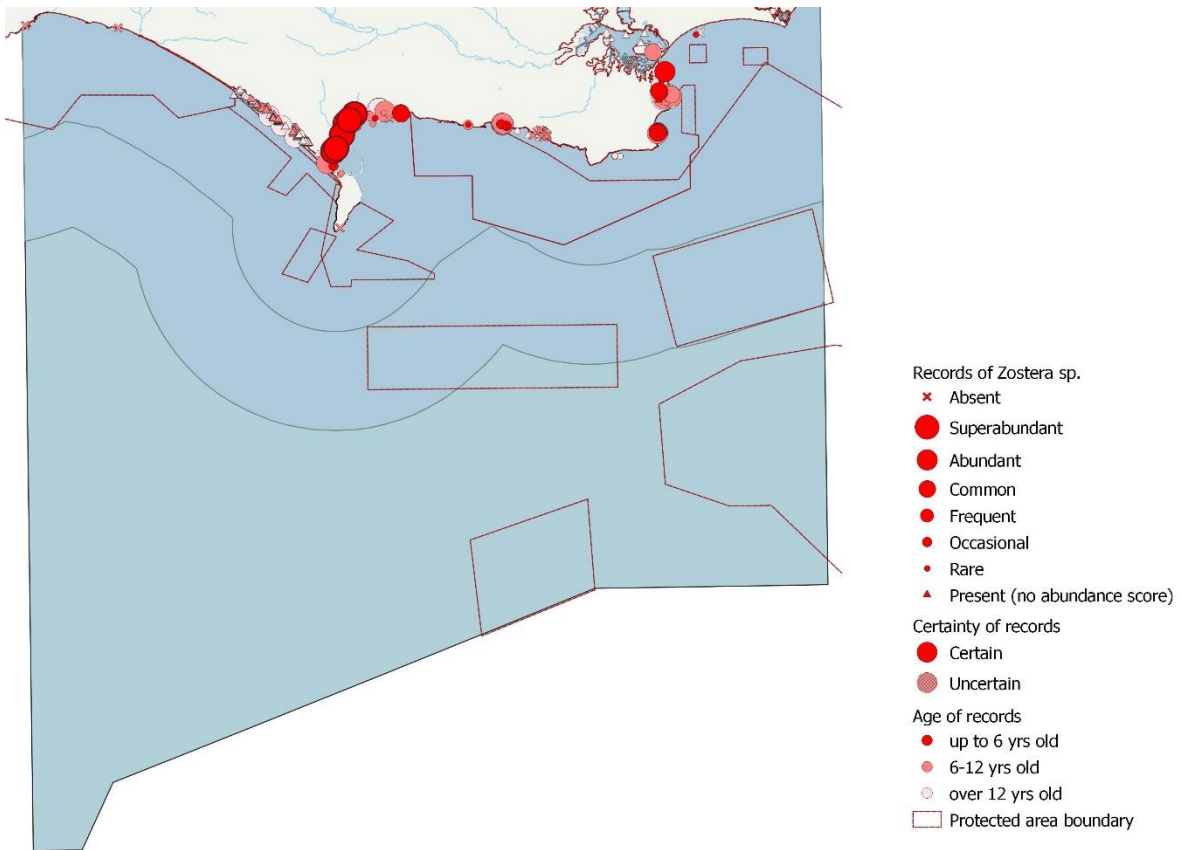 Records of Zostera sp.
Absent
Superabundant
Abundant
Common
Frequent
Occasional
Rare
Present (no abundance score)
Certainty of records
Certain
Uncertain
Age of records
up to 6 yrs old
6-12 yrs old
over 12 yrs old
Protected area boundary